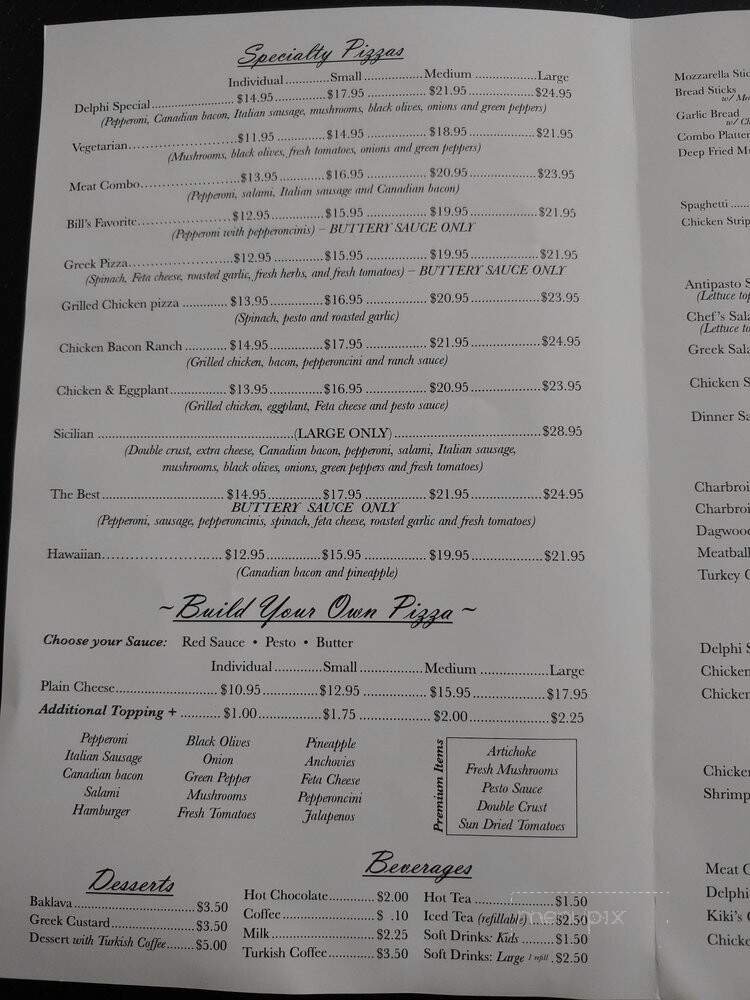 Specialty Pizzas
Individual .............Small .................Medium ...................Large
Delphi Special........................ $14.95................$17.95 ...................$21.95....................$24.95
(Pepperoni, Canadian bacon, Italian sausage, mushrooms, black olives, onions and green peppers)
Vegetarian........................$11.95................$14.95 ...................$18.95....................$21.95
(Mushrooms, black olives, fresh tomatoes, onions and green peppers)
Meat Combo........................$13.95................$16.95 ...................$20.95....................$23.95
(Pepperoni, salami, Italian sausage and Canadian bacon)
Bill's Favorite........................$12.95................$15.95 ...................$19.95....................$21.95
(Pepperoni with pepperoncinis) – BUTTERY SAUCE ONLY
Greek Pizza........................$12.95................$15.95 ...................$19.95....................$21.95
(Spinach, Feta cheese, roasted garlic, fresh herbs, and fresh tomatoes) – BUTTERY SAUCE ONLY
Grilled Chicken pizza ............ $13.95................$16.95 ...................$20.95....................$23.95
(Spinach, pesto and roasted garlic)
Chicken Bacon Ranch ............ $14.95................$17.95 ...................$21.95....................$24.95
(Grilled chicken, bacon, pepperoncini and ranch sauce)
Chicken & Eggplant............... $13.95................$16.95 ...................$20.95....................$23.95
(Grilled chicken, eggplant, Feta cheese and pesto sauce)
Sicilian ..................................................(LARGE ONLY).....................................$28.95
(Double crust, extra cheese, Canadian bacon, pepperoni, salami, Italian sausage,
mushrooms, black olives, onions, green peppers and fresh tomatoes)
The Best.............................. $14.95................$17.95 ...................$21.95....................$24.95
BUTTERY SAUCE ONLY
(Pepperoni, sausage, pepperoncinis, spinach, feta cheese, roasted garlic and fresh tomatoes)
Hawaiian..............................$12.95................$15.95 ...................$19.95....................$21.95
(Canadian bacon and pineapple)
~Build Your Own Pizza~
Choose your Sauce: Red Sauce • Pesto • Butter
Individual .............Small .................Medium ...................Large
Plain Cheese........................... $10.95................$12.95 ...................$15.95....................$17.95
Additional Topping + .......... $1.00..................$1.75 ....................$2.00......................$2.25
Pepperoni
Italian Sausage
Canadian bacon
Salami
Hamburger
Black Olives
Onion
Green Pepper
Mushrooms
Fresh Tomatoes
Pineapple
Anchovies
Feta Cheese
Pepperoncini
Jalapenos
Premium Items
Artichoke
Fresh Mushrooms
Pesto Sauce
Double Crust
Sun Dried Tomatoes
Desserts
Baklava ..................................$3.50
Greek Custard.........................$3.50
Dessert with Turkish Coffee........$5.00
Beverages
Hot Chocolate............ $2.00
Coffee........................ $ .10
Milk........................... $2.25
Turkish Coffee............ $3.50
Hot Tea .....................$1.50
Iced Tea (refillable)........$2.50
Soft Drinks: Kids .........$1.50
Soft Drinks: Large 1 refill .$2.50
menupix
Mozzarella Stic
Bread Sticks
Garlic Bread
Combo Platter
Deep Fried Mu
Spaghetti .....
Chicken Strip
Antipasto S
(Lettuce top
Chef's Sala
(Lettuce to
Greek Sala
Chicken S
Dinner Sa
Charbroi
Charbroi
Dagwood
Meatball
Turkey C
Delphi S
Chicken
Chicken
Chicken
Shrimp
Meat C
Delphi
Kiki's C
Chicke